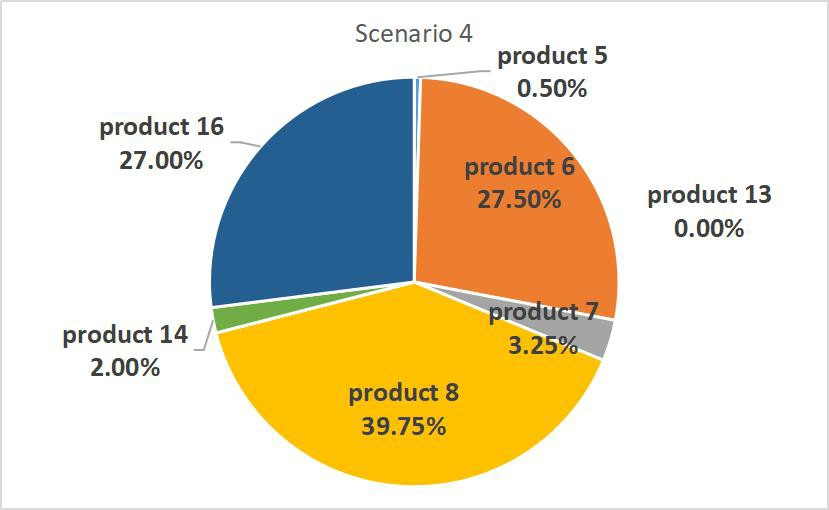 Scenario 4
product 5
0.50%
product 16
27.00%
product 6
27.50%
product 13
0.00%
product 7
3.25%
product 14
2.00%
product 8
39.75%